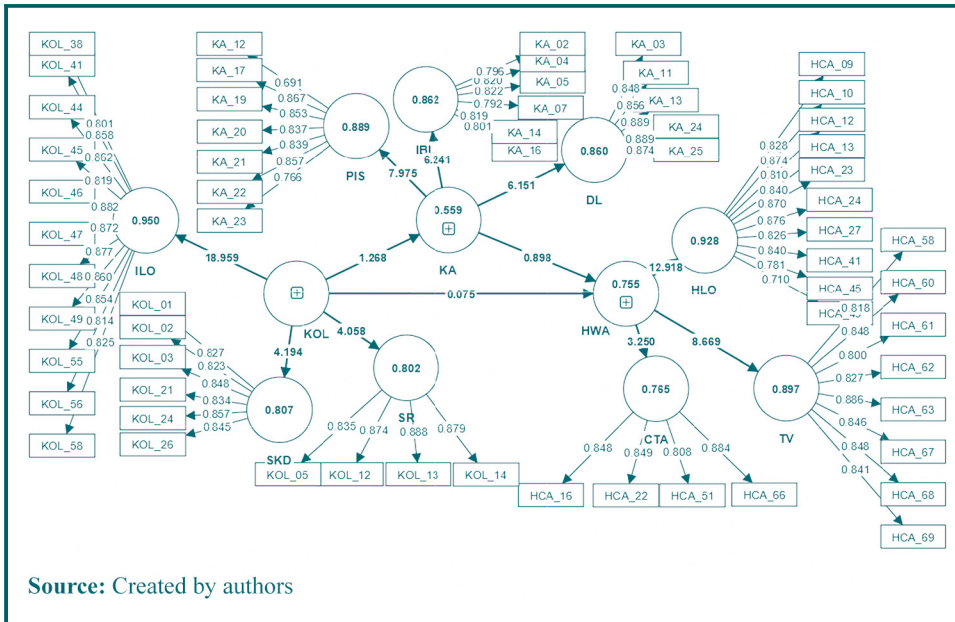 KOL_38
KOL_41
KOL_44
KOL_45
KOL_46
KOL_47
KOL_48
KOL_49
KOL_55
KOL_56
KOL_58
0.801
0.858
0.862
0.819
0.882
0.872
0.877
0.860
0.854
0.814
0.825
0.950
ILO
18.959
KA_12
KA_17
KA_19
KA_20
KA_21
KA_22
KA_23
0.691
0.867
0.853
0.837
0.839
0.857
0.766
0.889
PIS
7.975
KA_02
KA_04
KA_05
KA_07
KA_14
KA_16
0.796
0.820
0.822
0.792
0.819
0.801
0.862
6.241
KA_03
KA_11
KA_13
KA_24
KA_25
0.848
0.856
0.889
0.889
0.874
0.860
DL
6.151
0.559
KA
1.268
0.898
0.075
KOL
4.194
4.058
KOL_01
KOL_02
KOL_03
KOL_21
KOL_24
KOL_26
0.827
0.823
0.848
0.834
0.857
0.845
0.807
SKD
0.802
SR
0.835
0.874
0.888
0.879
KOL_05
KOL_12
KOL_13
KOL_14
0.755
HWA
12.918
3.250
8.669
0.928
HLO
HCA_09
HCA_10
HCA_12
HCA_13
HCA_23
HCA_24
HCA_27
HCA_41
HCA_45
0.828
0.874
0.810
0.840
0.870
0.876
0.826
0.840
0.781
0.710
0.765
CTA
0.848
0.849
0.808
0.884
HCA_16
HCA_22
HCA_51
HCA_66
0.897
TV
0.818
0.848
0.800
0.827
0.886
0.846
0.848
0.841
HCA_58
HCA_60
HCA_61
HCA_62
HCA_63
HCA_67
HCA_68
HCA_69
Source: Created by authors